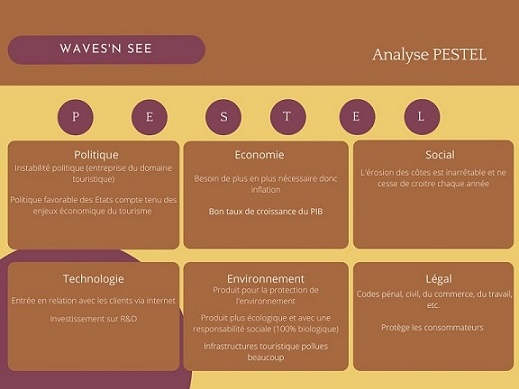 WAVES'N SEE
Analyse PESTEL
P E S T E L
Politique
Instabilité politique (entreprise du domaine
touristique)
Politique favorable des Etats compte tenu des
enjeux économique du tourisme
Economie
Besoin de plus en plus nécessaire donc
inflation
Bon taux de croissance du PIB
Social
L'érosion des côtes est inarrêtable et ne
cesse de croitre chaque année
Technologie
Entrée en relation avec les clients via internet
Investissement sur R&D
Environnement
Produit pour la protection de
l'environnement
Produit plus écologique et avec une
responsabilité sociale (100% biologique)
Infrastructures touristique pollues
beaucoup
Légal
Codes pénal, civil, du commerce, du travail,
etc.
Protège les consommateurs